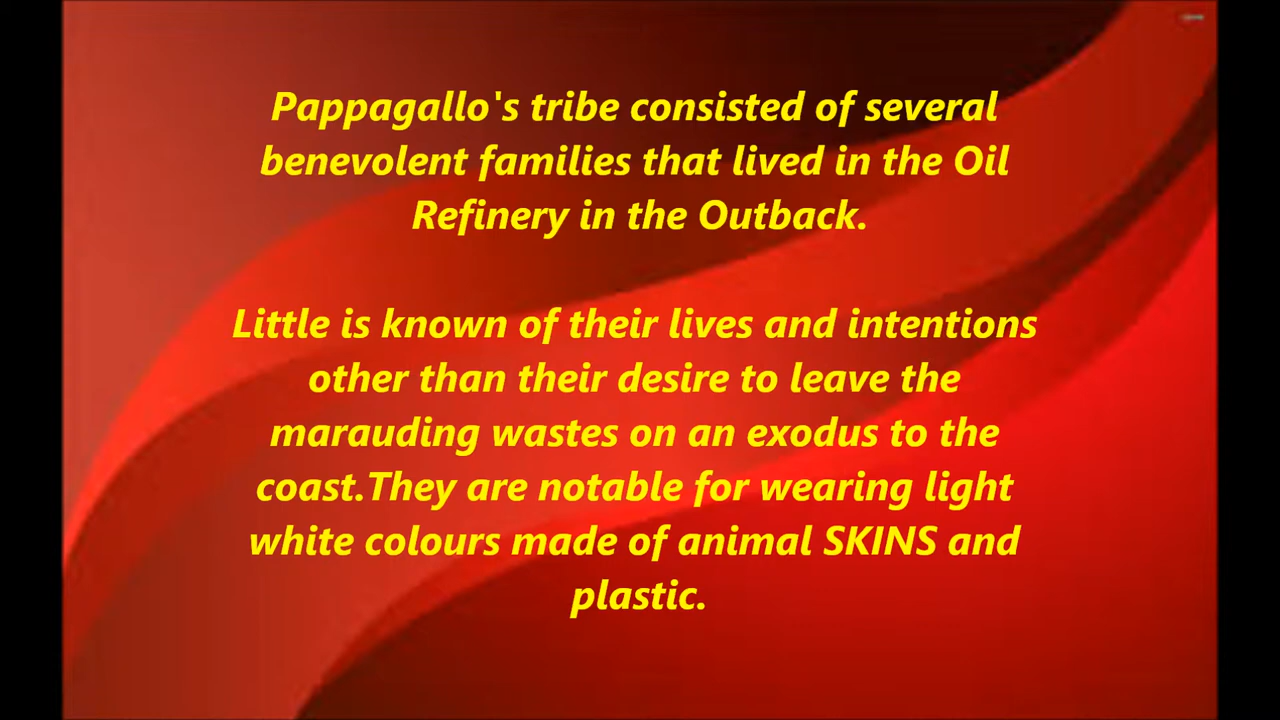 Pappagallo's tribe consisted of several
benevolent families that lived in the Oil
Refinery in the Outback.
Little is known of their lives and intentions
other than their desire to leave the
marauding wastes on an exodus to the
coast.They are notable for wearing light
white colours made of animal SKINS and
plastic.